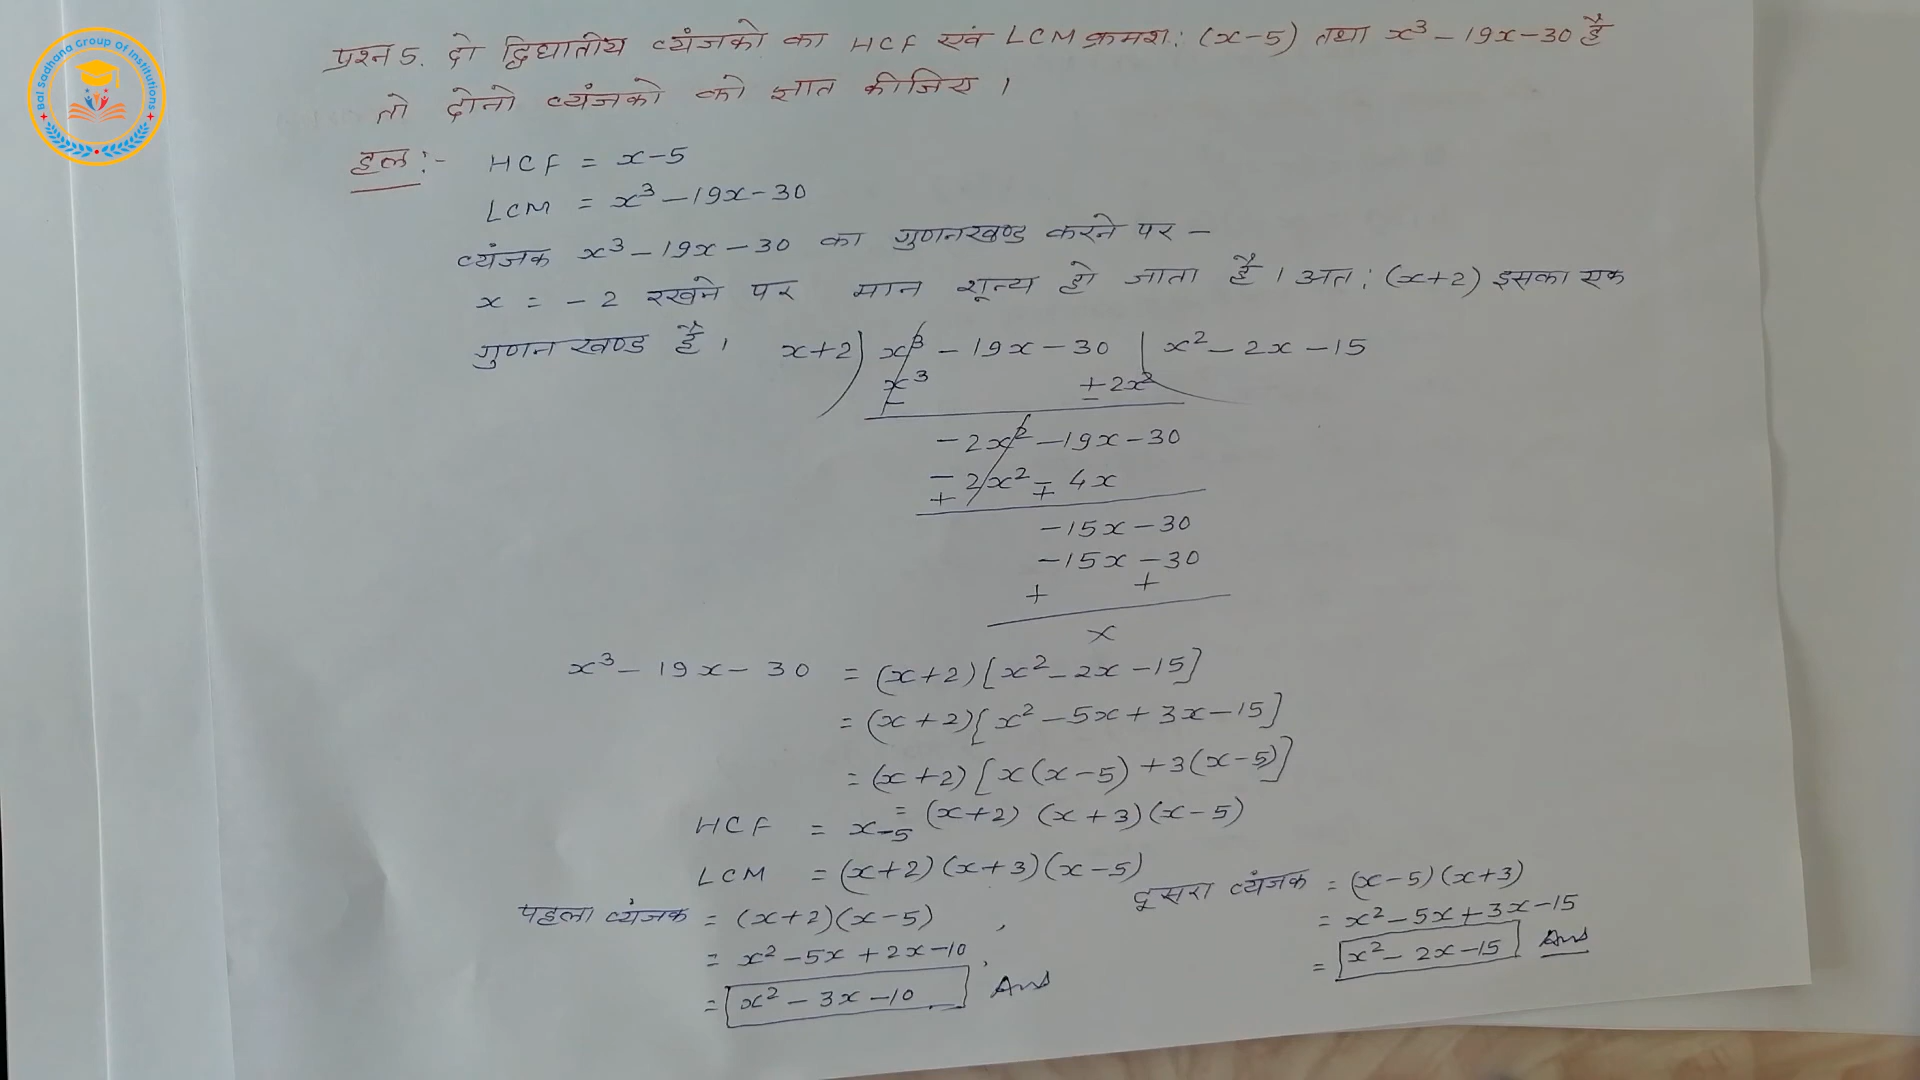 Bal Sadhana Group Of Institutions
प्रश्न 5. दो द्विघातीय व्यंजको का HCF एवं LCM क्रमश: (x-5) तथा x³-19x-30 है
तो दोनो व्यंजको को ज्ञात कीजिए ।
हल :- HCF = x-5
LCM = x³-19x-30
व्यंजक x³-19x-30 का गुणनखण्ड करने पर -
x = -2 रखने पर मान शून्य हो जाता है । अत: (x+2) इसका एक
गुणन खण्ड है । x+2) x³ - 19x - 30 | x² - 2x - 15
x³ + 2x²
- -
- 2x² - 19x - 30
- 2x² - 4x
+ +
-15x - 30
-15x - 30
+ +
x
x³ - 19x - 30 = (x+2) [x² - 2x - 15]
= (x+2) [x² - 5x + 3x - 15]
= (x+2) [x(x-5) + 3(x-5)]
= (x+2) (x+3) (x-5)
HCF = x-5
LCM = (x+2) (x+3) (x-5)
पहला व्यंजक = (x+2) (x-5) ,
= x² - 5x + 2x - 10 ,
= x² - 3x - 10 Ans
दूसरा व्यंजक = (x-5) (x+3)
= x² - 5x + 3x - 15
= x² - 2x - 15 Ans